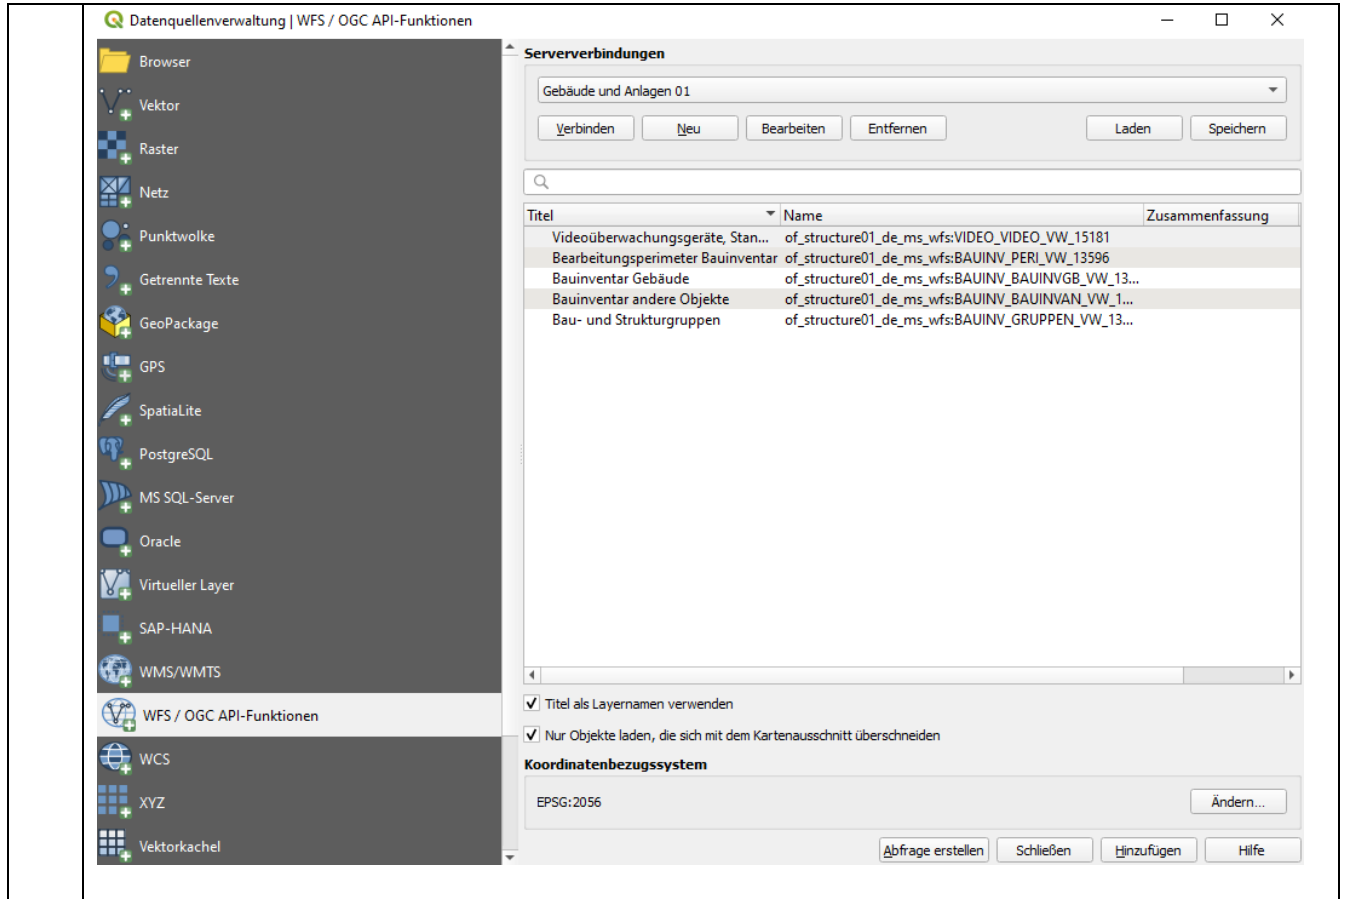 Datenquellenverwaltung | WFS / OGC API-Funktionen
Browser
Vektor
Raster
Netz
Punktwolke
Getrennte Texte
GeoPackage
GPS
SpatiaLite
PostgreSQL
MS SQL-Server
Oracle
Virtueller Layer
SAP-HANA
WMS/WMTS
WFS / OGC API-Funktionen
WCS
XYZ
Vektorkachel
Serververbindungen
Gebäude und Anlagen 01
Verbinden Neu Bearbeiten Entfernen Laden Speichern
Titel Name Zusammenfassung
Videoüberwachungsgeräte, Stan... of_structure01_de_ms_wfs:VIDEO_VIDEO_VW_15181
Bearbeitungsperimeter Bauinventar of_structure01_de_ms_wfs:BAUINV_PERI_VW_13596
Bauinventar Gebäude of_structure01_de_ms_wfs:BAUINV_BAUINVGB_VW_13...
Bauinventar andere Objekte of_structure01_de_ms_wfs:BAUINV_BAUINVAN_VW_1...
Bau- und Strukturgruppen of_structure01_de_ms_wfs:BAUINV_GRUPPEN_VW_13...
Titel als Layernamen verwenden
Nur Objekte laden, die sich mit dem Kartenausschnitt überschneiden
Koordinatenbezugssystem
EPSG:2056 Ändern...
Abfrage erstellen Schließen Hinzufügen Hilfe